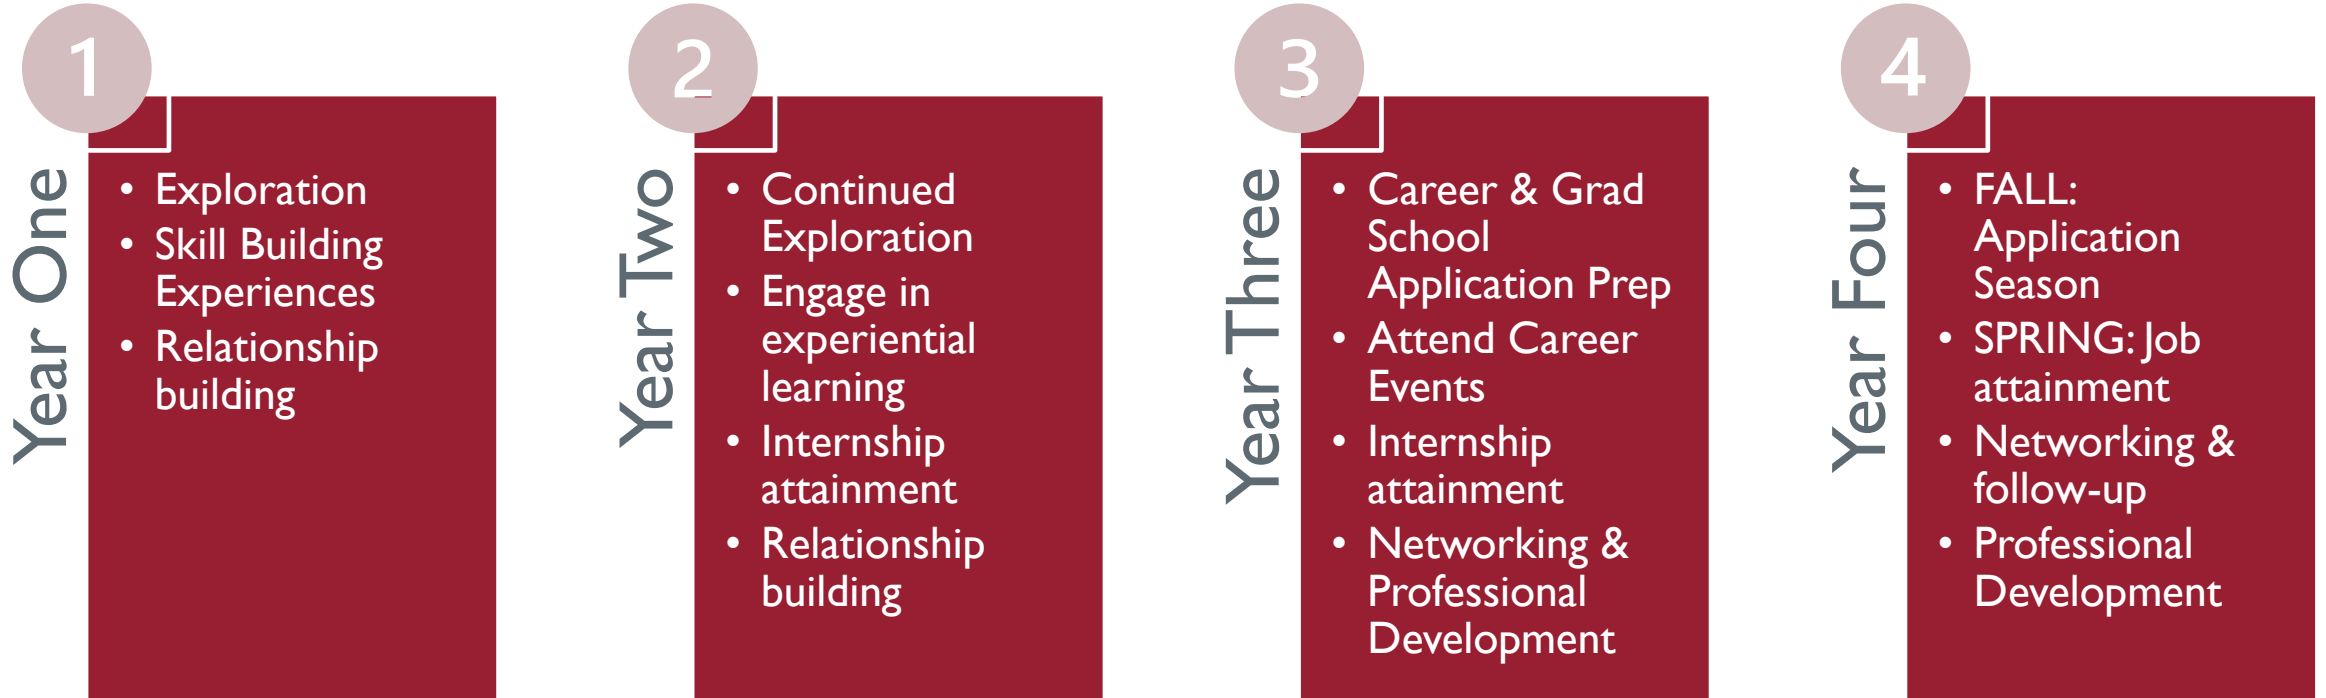 1
Year One
• Exploration
• Skill Building
Experiences
• Relationship
building
2
Year Two
• Continued
Exploration
• Engage in
experiential
learning
• Internship
attainment
• Relationship
building
3
Year Three
• Career & Grad
School
Application Prep
• Attend Career
Events
• Internship
attainment
• Networking &
Professional
Development
4
Year Four
• FALL:
Application
Season
• SPRING: Job
attainment
• Networking &
follow-up
• Professional
Development